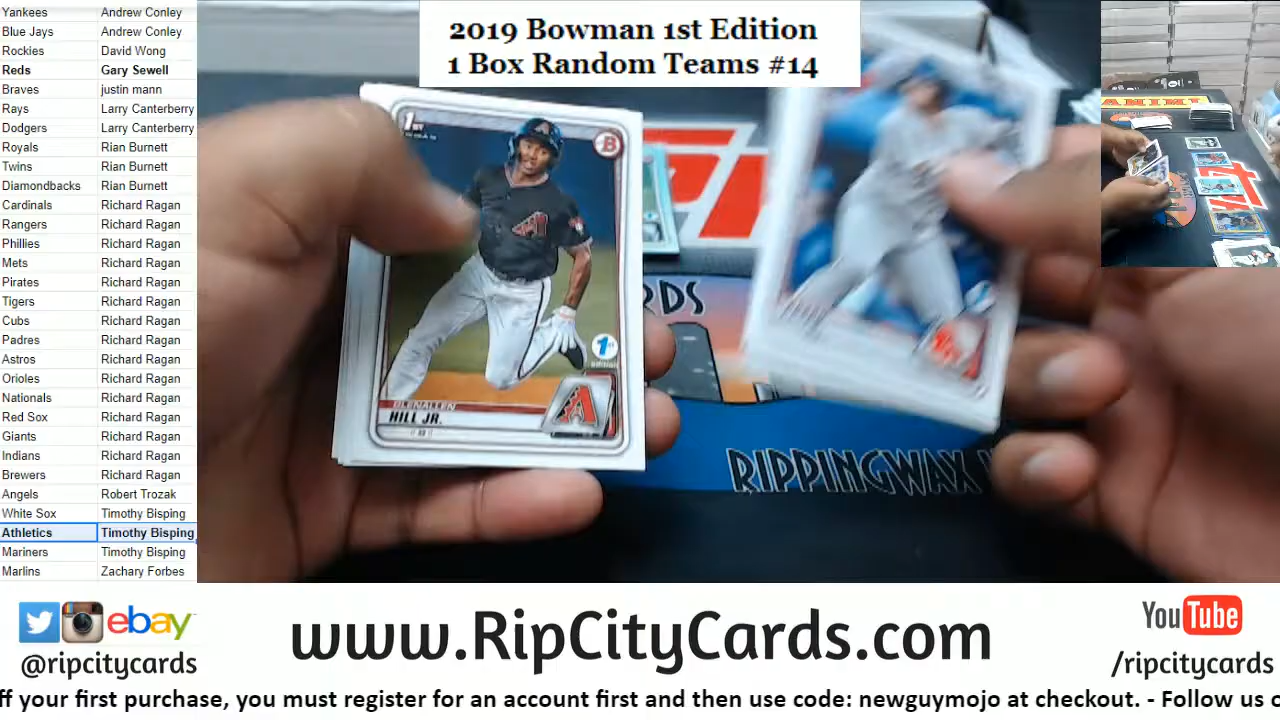 2019 Bowman 1st Edition
1 Box Random Teams #14
Yankees Andrew Conley
Blue Jays Andrew Conley
Rockies David Wong
Reds Gary Sewell
Braves justin mann
Rays Larry Canterberry
Dodgers Larry Canterberry
Royals Rian Burnett
Twins Rian Burnett
Diamondbacks Rian Burnett
Cardinals Richard Ragan
Rangers Richard Ragan
Phillies Richard Ragan
Mets Richard Ragan
Pirates Richard Ragan
Tigers Richard Ragan
Cubs Richard Ragan
Padres Richard Ragan
Astros Richard Ragan
Orioles Richard Ragan
Nationals Richard Ragan
Red Sox Richard Ragan
Giants Richard Ragan
Indians Richard Ragan
Brewers Richard Ragan
Angels Robert Trozak
White Sox Timothy Bisping
Athletics Timothy Bisping
Mariners Timothy Bisping
Marlins Zachary Forbes
1ST
B
1st
edition
GLENALLEN
HILL JR.
A
RDS
RIPPINGWAX
PANINI
ebay
@ripcitycards
www.RipCityCards.com
YouTube
/ripcitycards
ff your first purchase, you must register for an account first and then use code: newguymojo at checkout. - Follow us